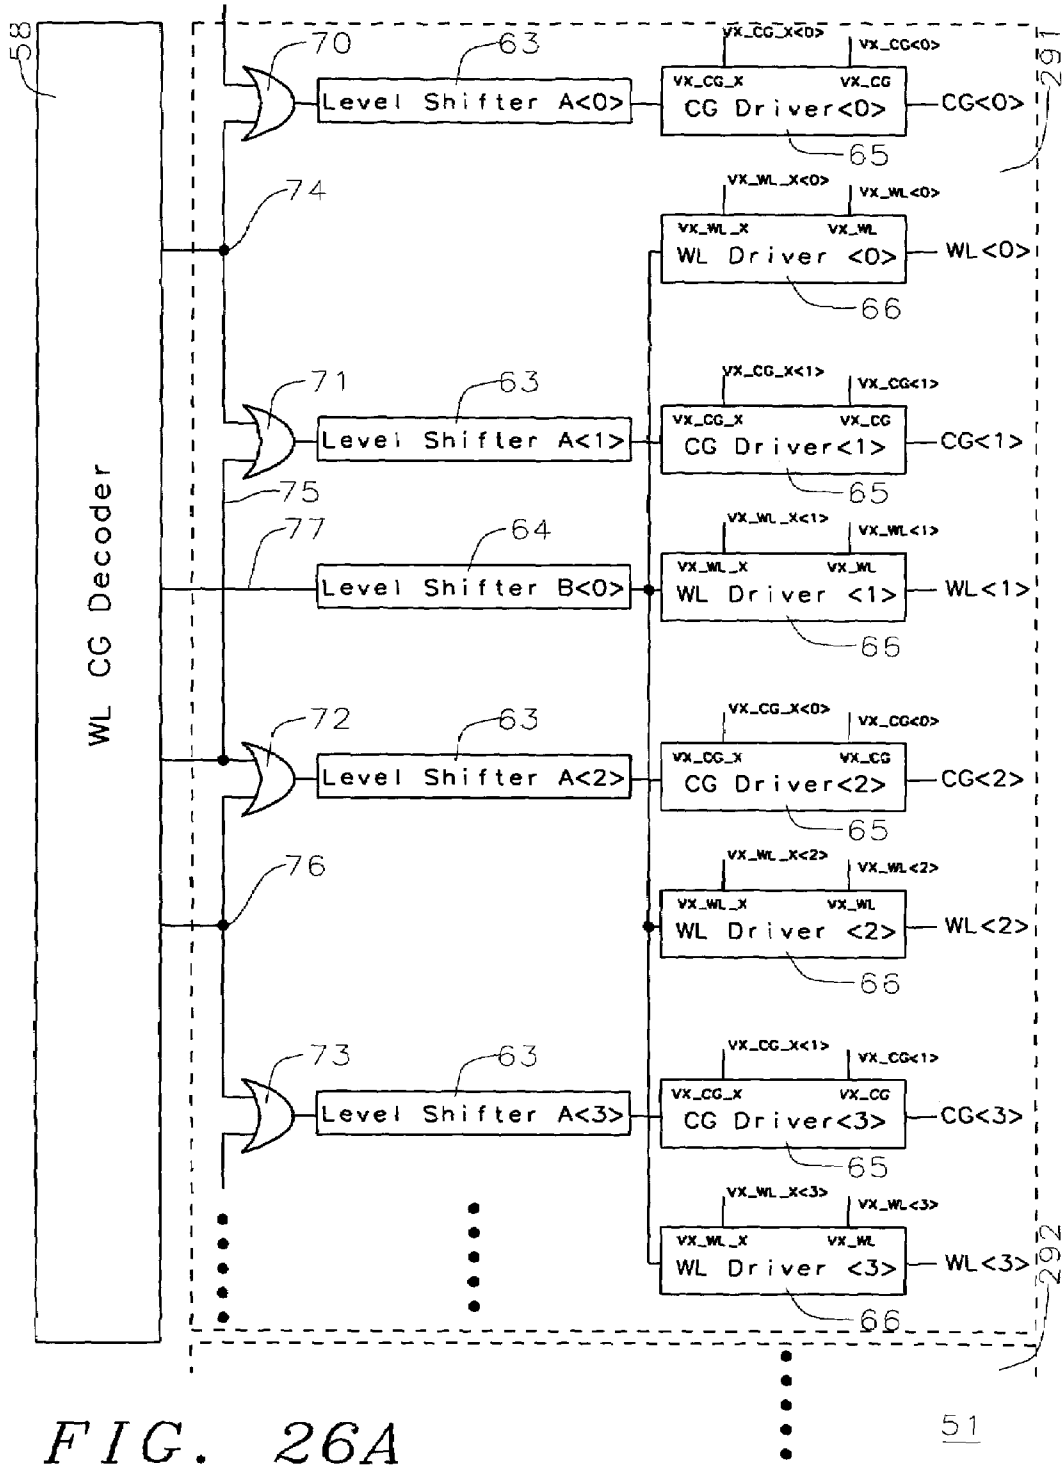 58
WL CG Decoder
70
63
Level Shifter A<0>
VX_CG_X<0>
VX_CG<0>
VX_CG_X
VX_CG
CG Driver<0>
CG<0>
65
291
74
VX_WL_X<0>
VX_WL<0>
VX_WL_X
VX_WL
WL Driver <0>
WL<0>
66
71
63
Level Shifter A<1>
VX_CG_X<1>
VX_CG<1>
VX_CG_X
VX_CG
CG Driver<1>
CG<1>
65
75
77
64
Level Shifter B<0>
VX_WL_X<1>
VX_WL<1>
VX_WL_X
VX_WL
WL Driver <1>
WL<1>
66
72
63
Level Shifter A<2>
VX_CG_X<0>
VX_CG<0>
VX_CG_X
VX_CG
CG Driver<2>
CG<2>
65
76
VX_WL_X<2>
VX_WL<2>
VX_WL_X
VX_WL
WL Driver <2>
WL<2>
66
73
63
Level Shifter A<3>
VX_CG_X<1>
VX_CG<1>
VX_CG_X
VX_CG
CG Driver<3>
CG<3>
65
VX_WL_X<3>
VX_WL<3>
VX_WL_X
VX_WL
WL Driver <3>
WL<3>
66
292
FIG. 26A
51